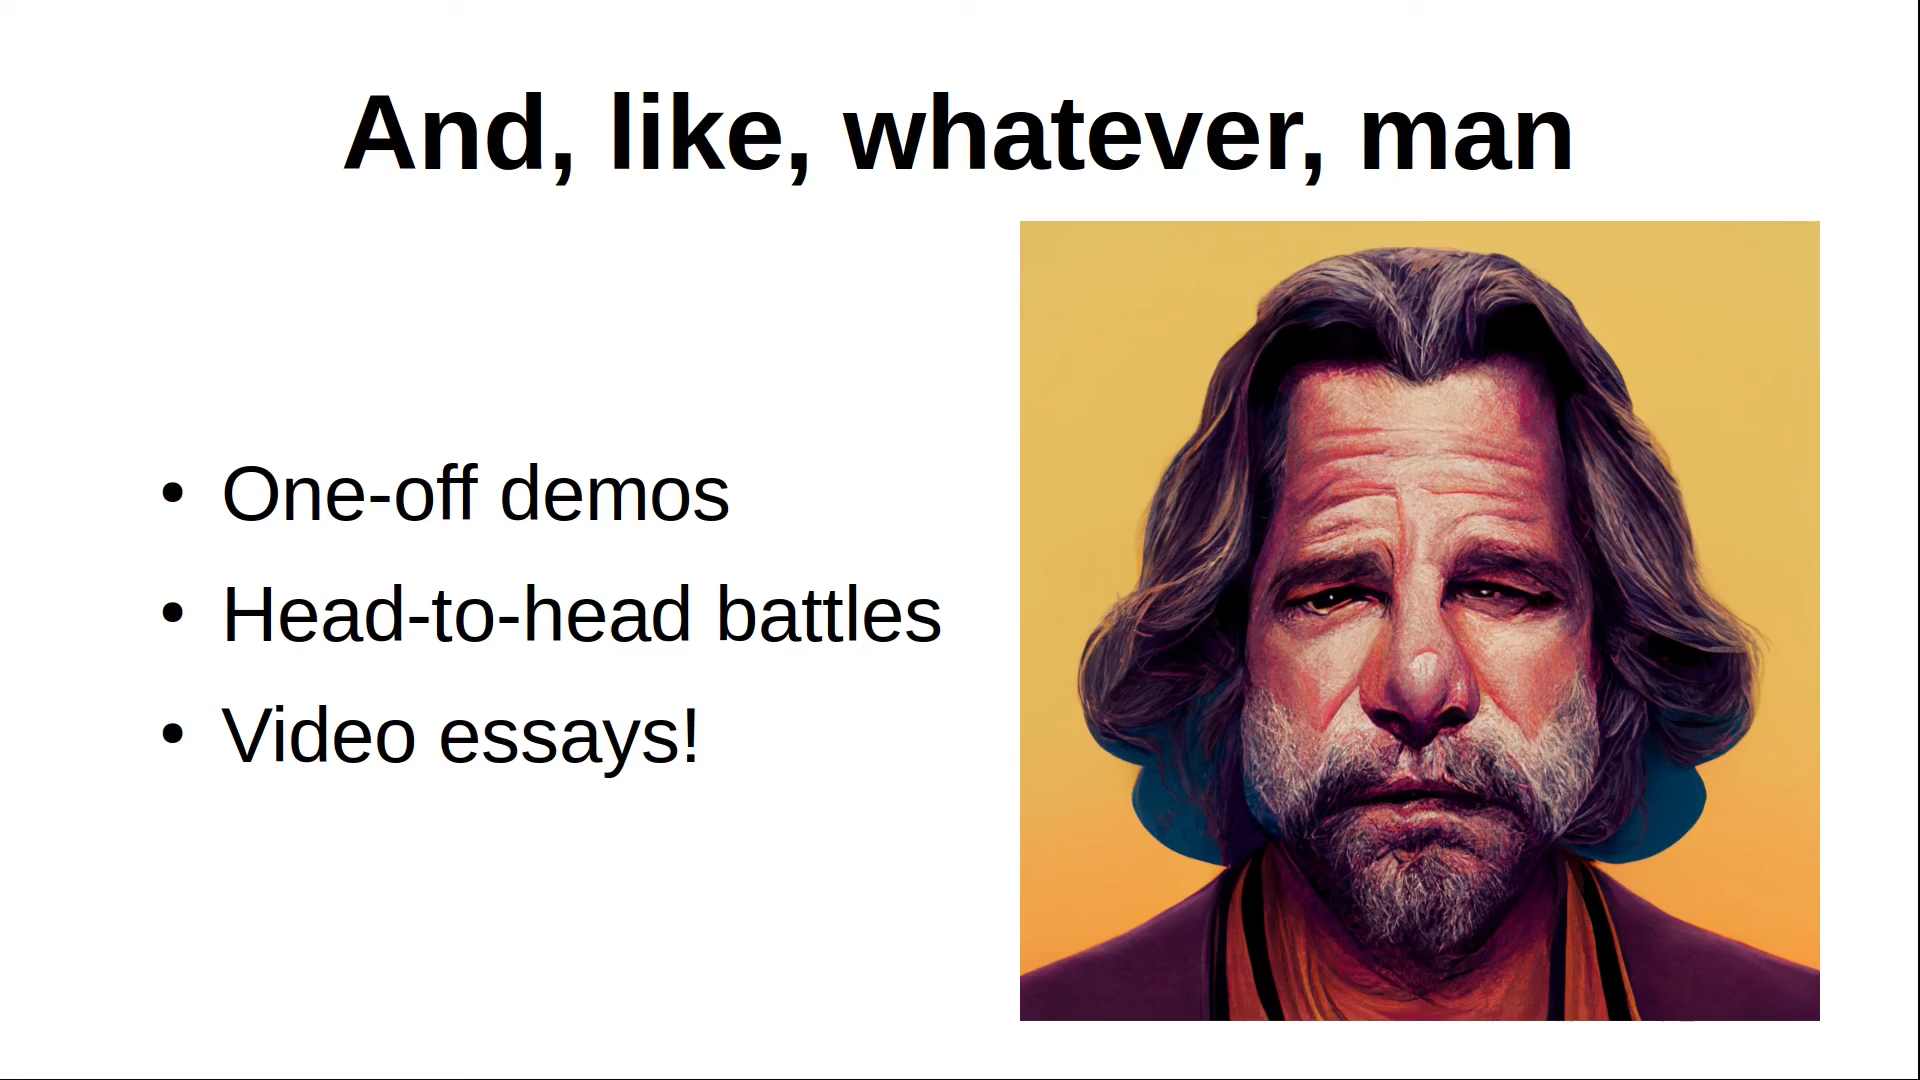 And, like, whatever, man
• One-off demos
• Head-to-head battles
• Video essays!